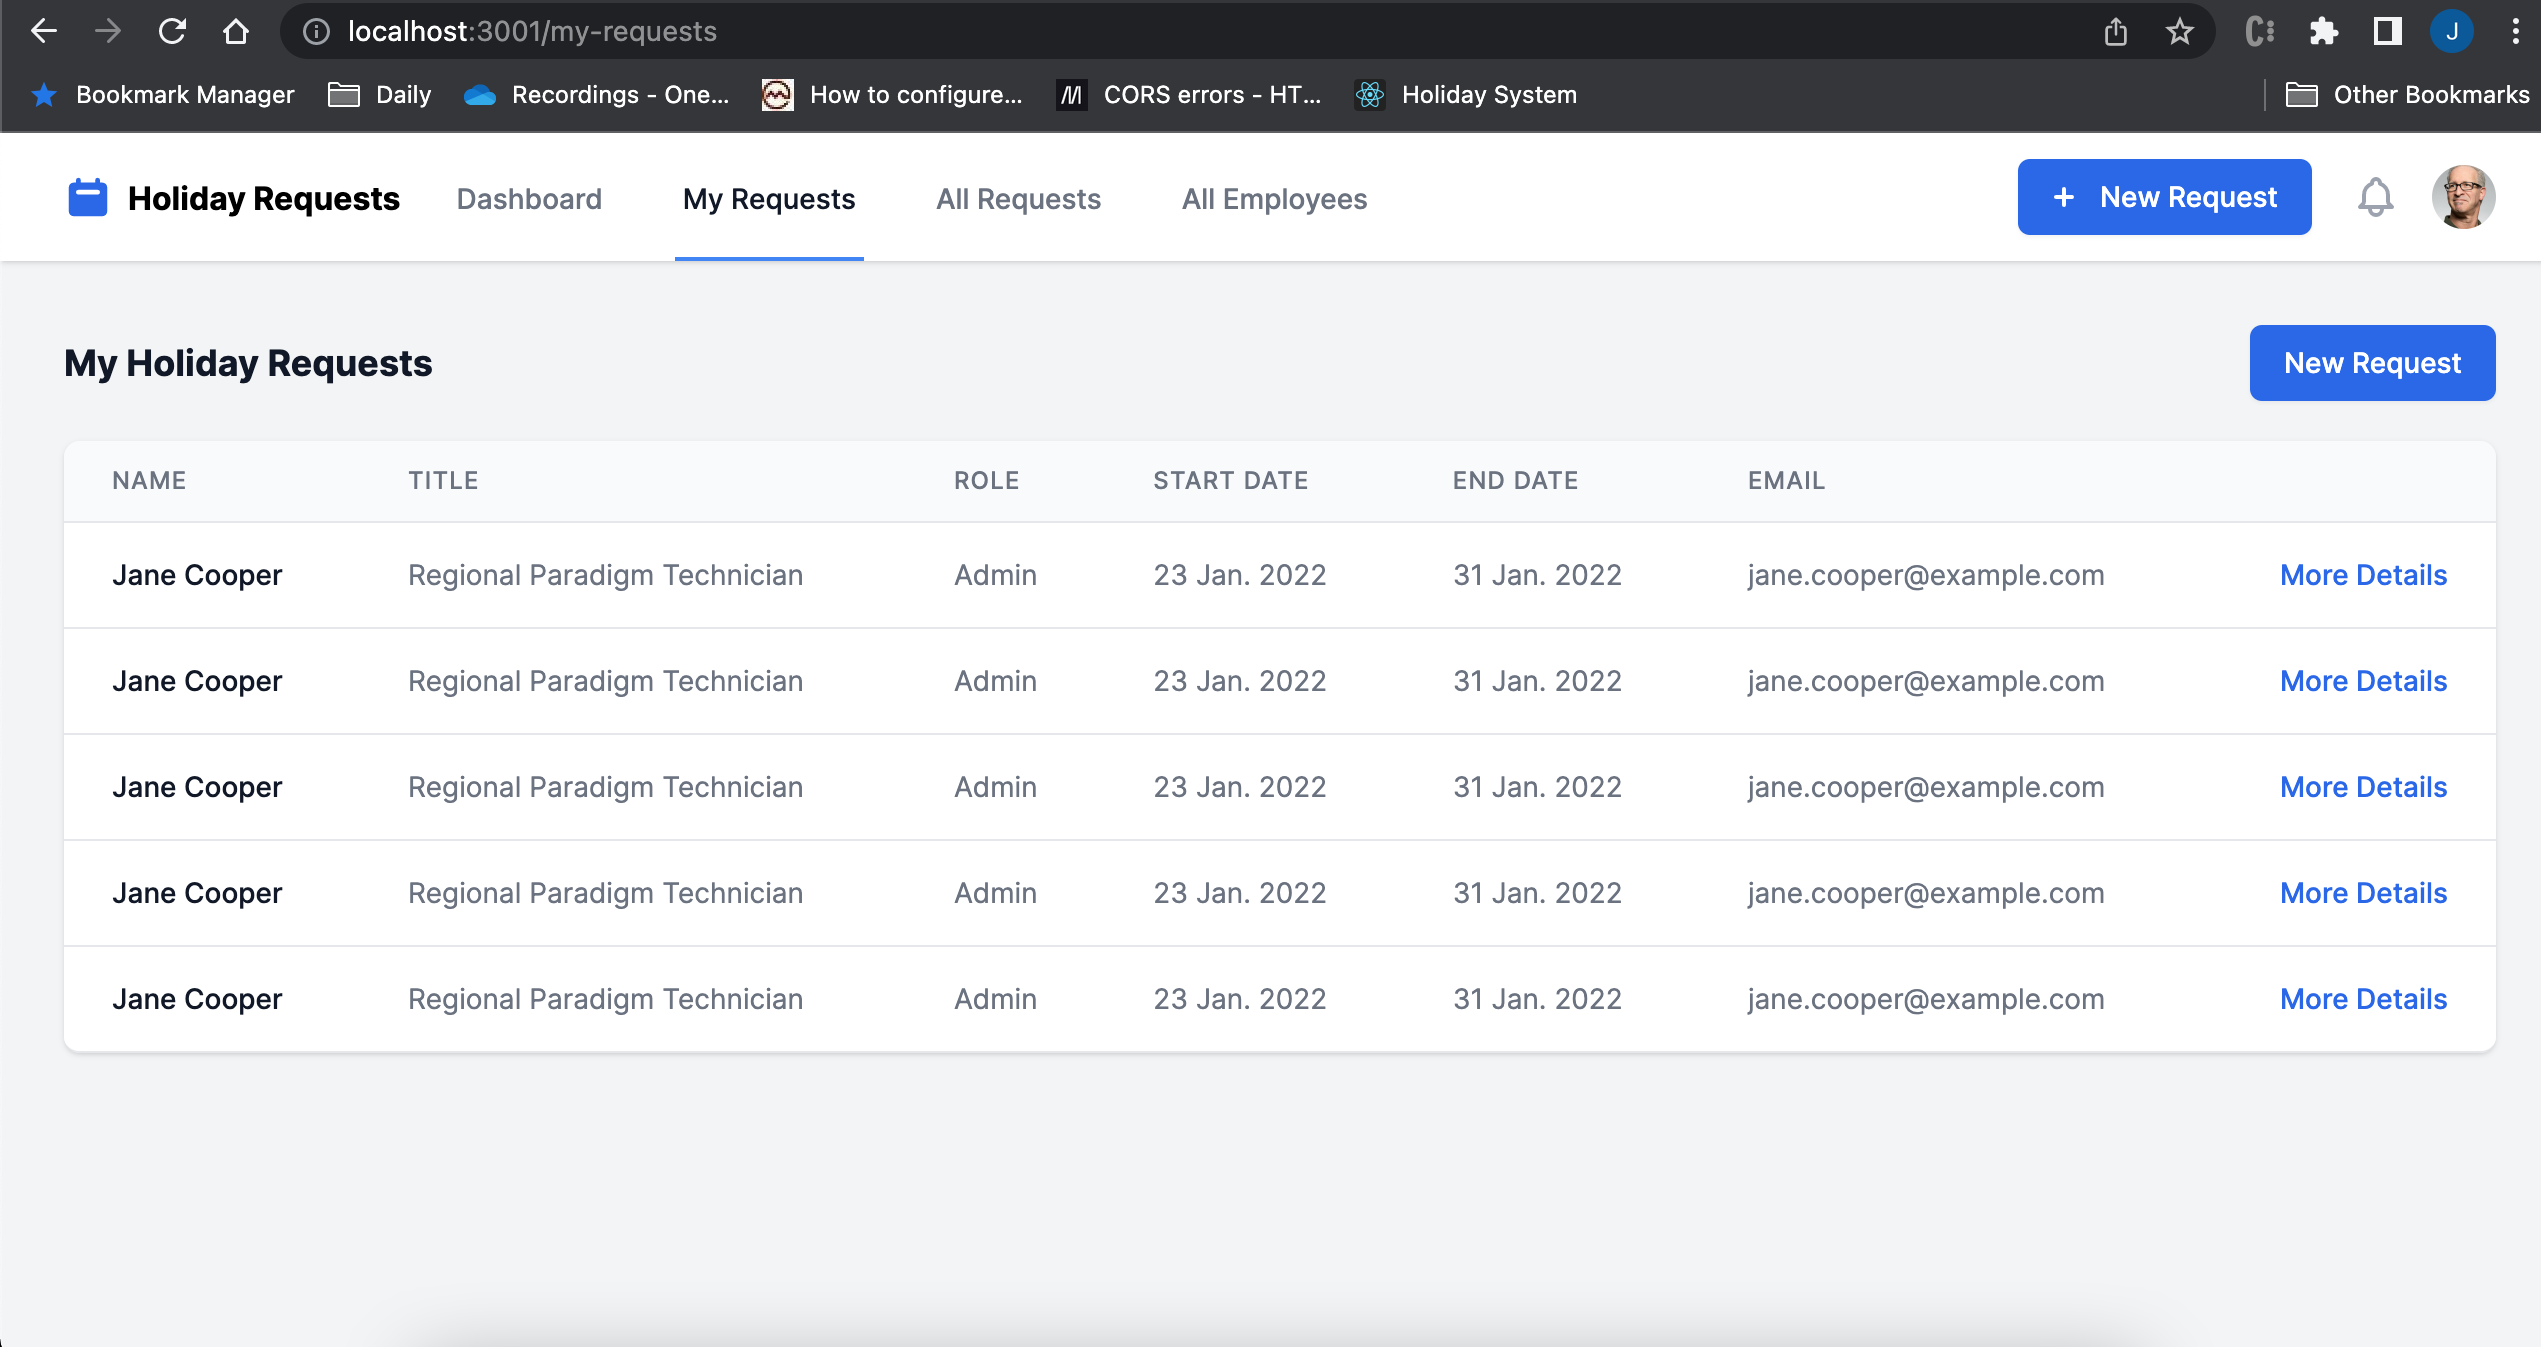 localhost:3001/my-requests
J
Bookmark Manager Daily Recordings - One... How to configure... CORS errors - HT... Holiday System Other Bookmarks
Holiday Requests Dashboard My Requests All Requests All Employees + New Request
My Holiday Requests New Request
NAME TITLE ROLE START DATE END DATE EMAIL
Jane Cooper Regional Paradigm Technician Admin 23 Jan. 2022 31 Jan. 2022 jane.cooper@example.com More Details
Jane Cooper Regional Paradigm Technician Admin 23 Jan. 2022 31 Jan. 2022 jane.cooper@example.com More Details
Jane Cooper Regional Paradigm Technician Admin 23 Jan. 2022 31 Jan. 2022 jane.cooper@example.com More Details
Jane Cooper Regional Paradigm Technician Admin 23 Jan. 2022 31 Jan. 2022 jane.cooper@example.com More Details
Jane Cooper Regional Paradigm Technician Admin 23 Jan. 2022 31 Jan. 2022 jane.cooper@example.com More Details